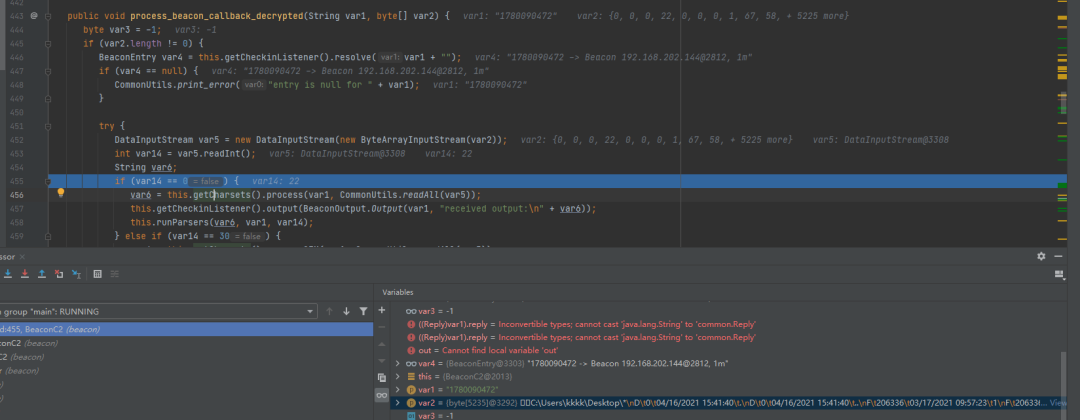 442
443 @ public void process_beacon_callback_decrypted(String var1, byte[] var2) { var1: "1780090472" var2: {0, 0, 0, 22, 0, 0, 0, 1, 67, 58, + 5225 more}
444 byte var3 = -1; var3: -1
445 if (var2.length != 0) {
446 BeaconEntry var4 = this.getCheckinListener().resolve( var1: var1 + ""); var4: "1780090472 -> Beacon 192.168.202.144@2812, 1m"
447 if (var4 == null) { var4: "1780090472 -> Beacon 192.168.202.144@2812, 1m"
448 CommonUtils.print_error( var0: "entry is null for " + var1); var1: "1780090472"
449 }
450
451 try {
452 DataInputStream var5 = new DataInputStream(new ByteArrayInputStream(var2)); var2: {0, 0, 0, 22, 0, 0, 0, 1, 67, 58, + 5225 more} var5: DataInputStream@3308
453 int var14 = var5.readInt(); var5: DataInputStream@3308 var14: 22
454 String var6;
455 if (var14 == 0 = false ) { var14: 22
456 var6 = this.getCharsets().process(var1, CommonUtils.readAll(var5));
457 this.getCheckinListener().output(BeaconOutput.Output(var1, "received output:\n" + var6));
458 this.runParsers(var6, var1, var14);
459 } else if (var14 == 30 = false ) {
ssor ×
n group "main": RUNNING
d:455, BeaconC2 (beacon)
onC2 (beacon)
C2 (beacon)
r (beacon)
)
)
Variables
var3 = -1
((Reply)var1).reply = Inconvertible types; cannot cast 'java.lang.String' to 'common.Reply'
((Reply)var1).reply = Inconvertible types; cannot cast 'java.lang.String' to 'common.Reply'
out = Cannot find local variable 'out'
var4 = {BeaconEntry@3303} "1780090472 -> Beacon 192.168.202.144@2812, 1m"
this = {BeaconC2@2013}
var1 = "1780090472"
var2 = {byte[5235]@3292} C:\Users\kkkk\Desktop\*\nD\t0\t04/16/2021 15:41:40\t.\nD\t0\t04/16/2021 15:41:40\t..\nF\t206336\t03/17/2021 09:57:23\t1\nF\t20633t... View
var3 = -1